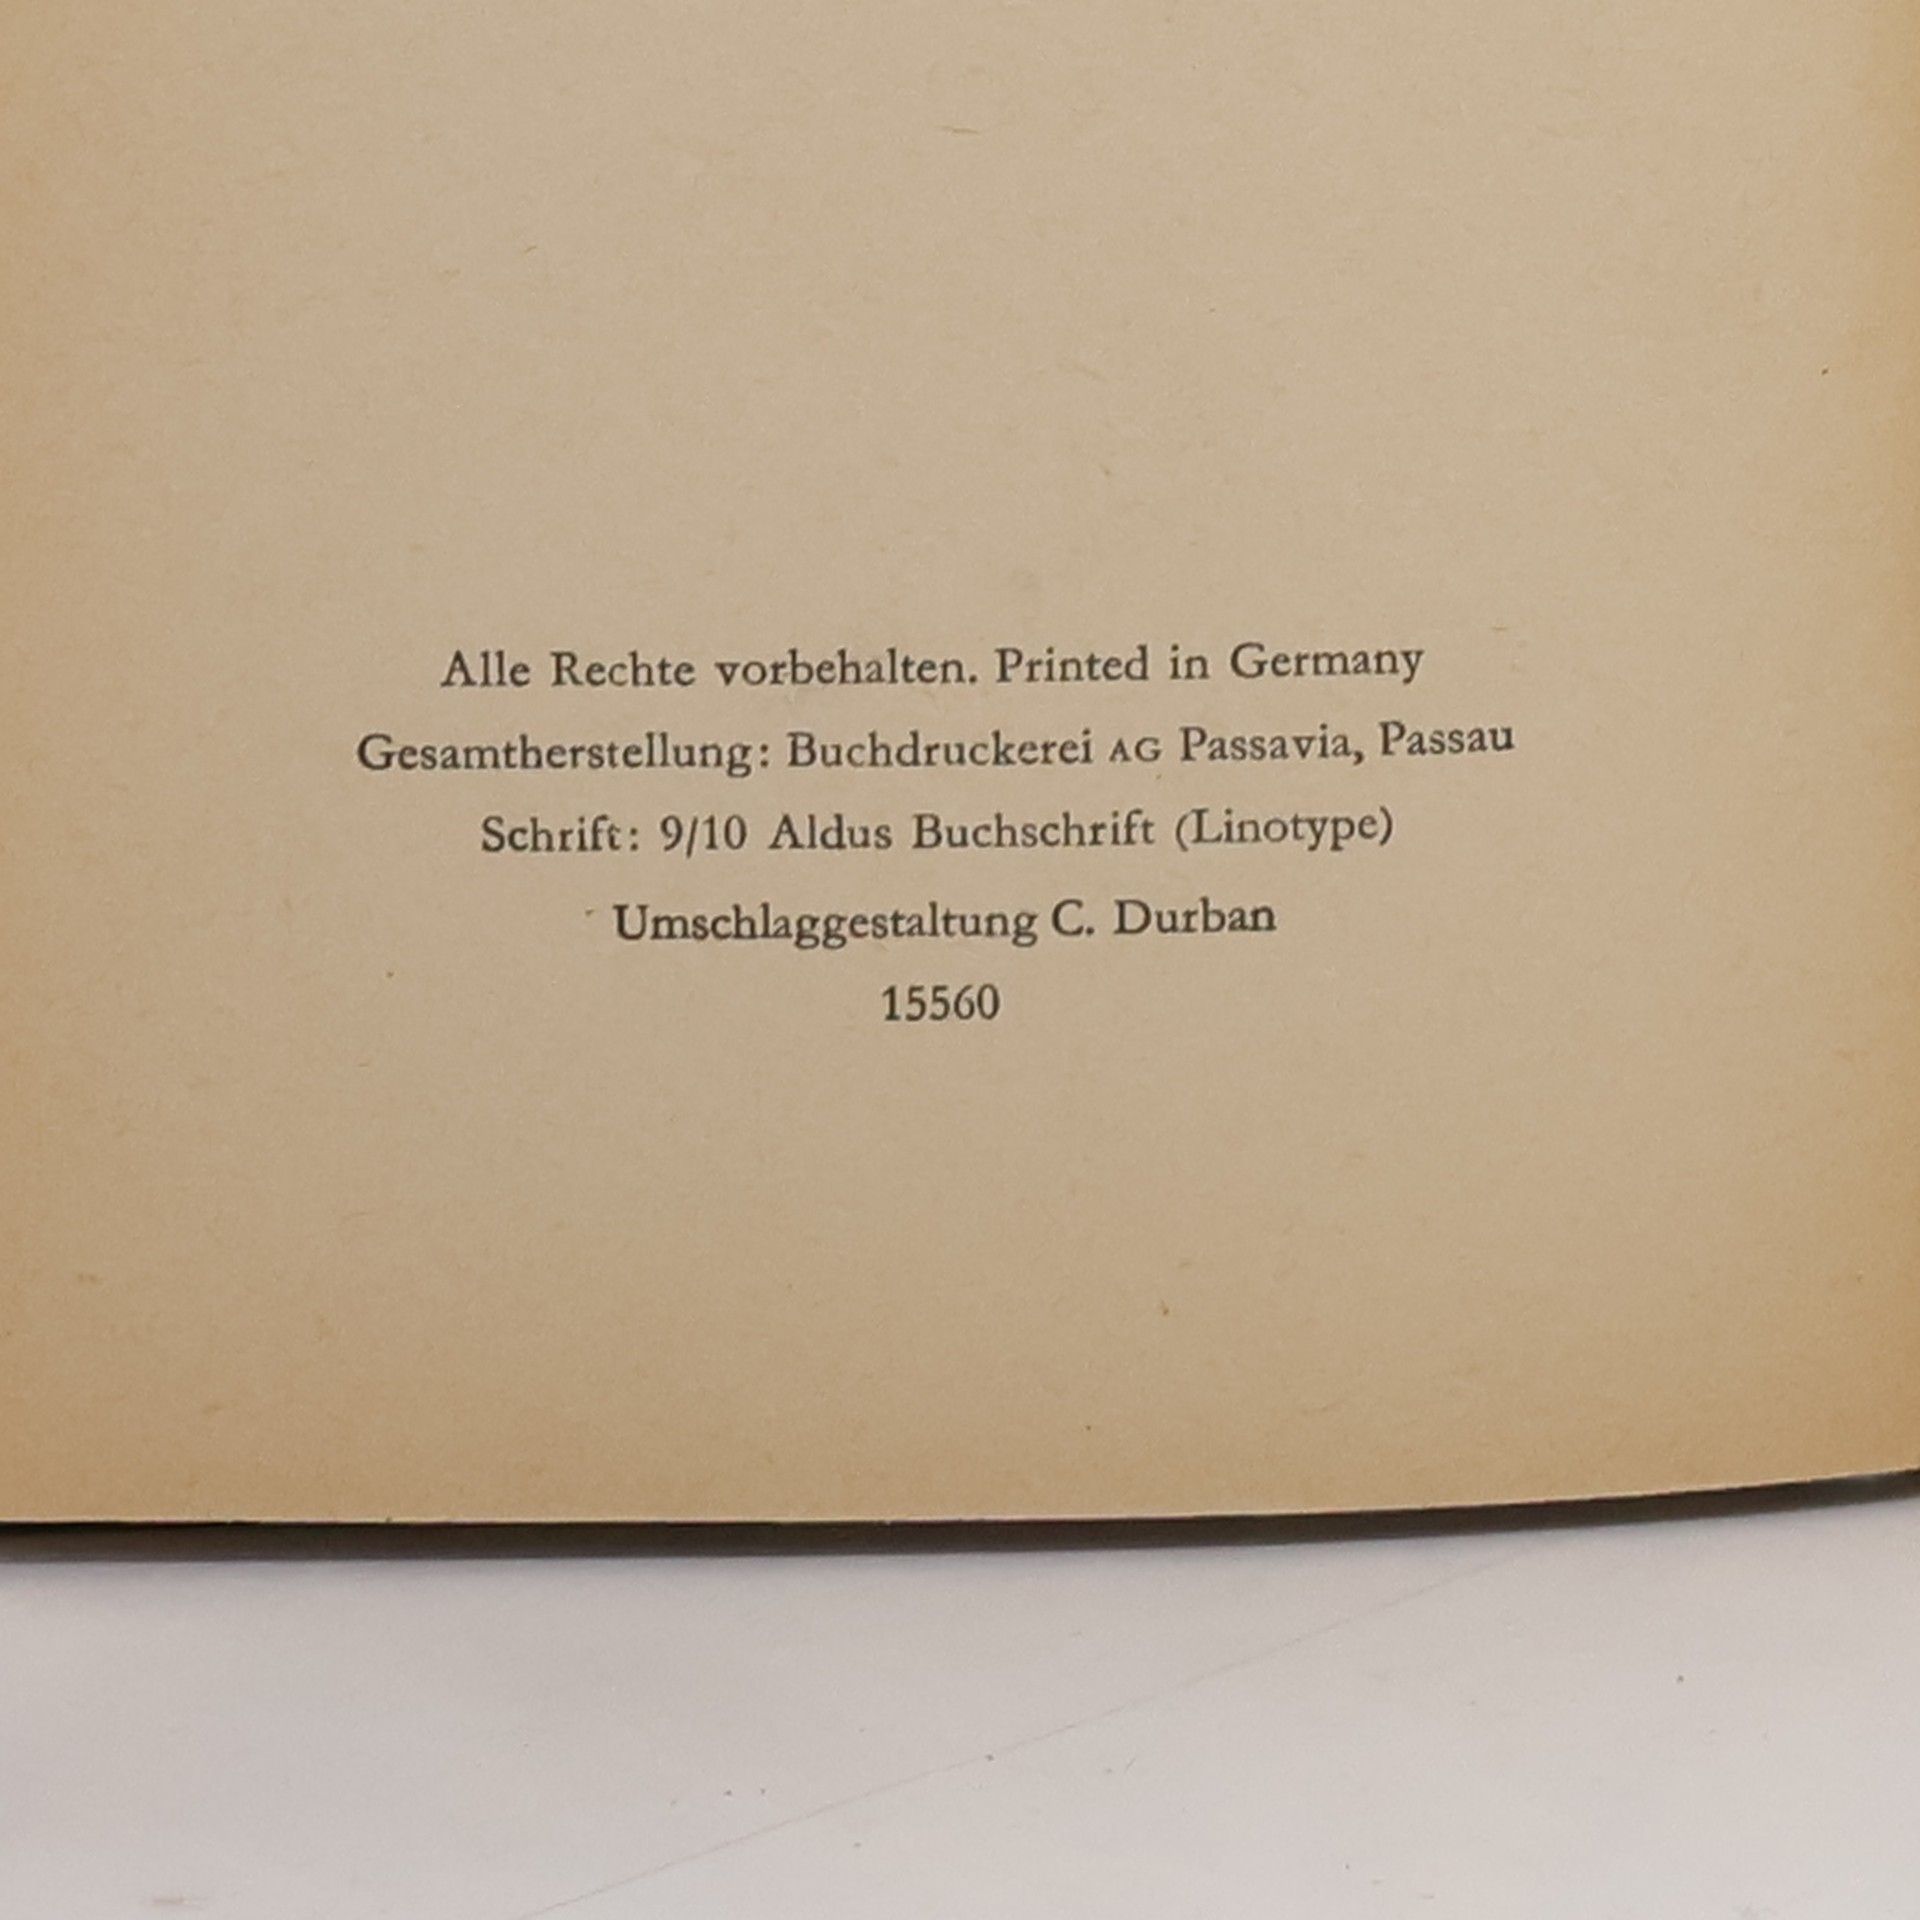 Alle Rechte vorbehalten. Printed in Germany
Gesamtherstellung: Buchdruckerei AG Passavia, Passau
Schrift: 9/10 Aldus Buchschrift (Linotype)
Umschlaggestaltung C. Durban
15560